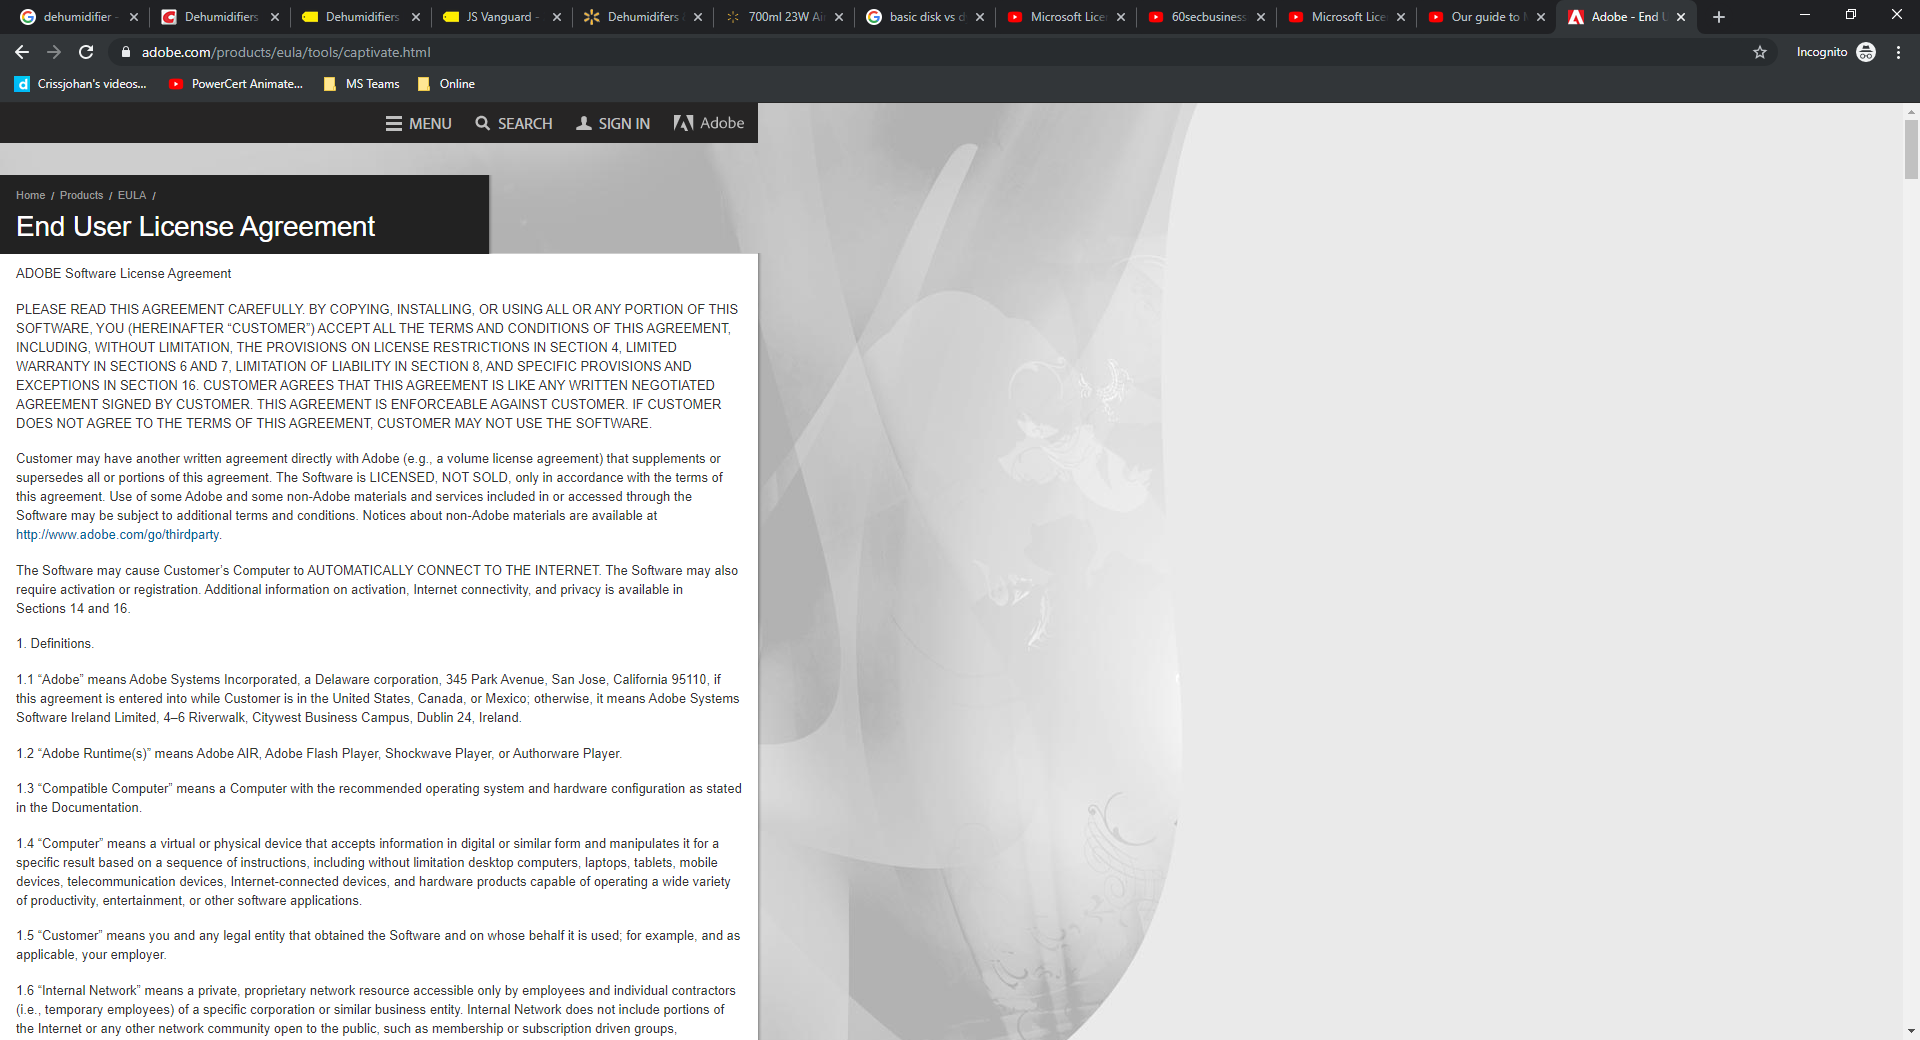 dehumidifier -
Dehumidifiers
Dehumidifiers
JS Vanguard -
Dehumidifers
700ml 23W Ai
basic disk vs d
Microsoft Lice
60secbusiness
Microsoft Lice
Our guide to
Adobe - End U
adobe.com/products/eula/tools/captivate.html
Incognito
Crissjohan's videos...
PowerCert Animate...
MS Teams
Online
MENU
SEARCH
SIGN IN
Adobe
Home / Products / EULA /
End User License Agreement
ADOBE Software License Agreement
PLEASE READ THIS AGREEMENT CAREFULLY. BY COPYING, INSTALLING, OR USING ALL OR ANY PORTION OF THIS
SOFTWARE, YOU (HEREINAFTER “CUSTOMER”) ACCEPT ALL THE TERMS AND CONDITIONS OF THIS AGREEMENT,
INCLUDING, WITHOUT LIMITATION, THE PROVISIONS ON LICENSE RESTRICTIONS IN SECTION 4, LIMITED
WARRANTY IN SECTIONS 6 AND 7, LIMITATION OF LIABILITY IN SECTION 8, AND SPECIFIC PROVISIONS AND
EXCEPTIONS IN SECTION 16. CUSTOMER AGREES THAT THIS AGREEMENT IS LIKE ANY WRITTEN NEGOTIATED
AGREEMENT SIGNED BY CUSTOMER. THIS AGREEMENT IS ENFORCEABLE AGAINST CUSTOMER. IF CUSTOMER
DOES NOT AGREE TO THE TERMS OF THIS AGREEMENT, CUSTOMER MAY NOT USE THE SOFTWARE.
Customer may have another written agreement directly with Adobe (e.g., a volume license agreement) that supplements or
supersedes all or portions of this agreement. The Software is LICENSED, NOT SOLD, only in accordance with the terms of
this agreement. Use of some Adobe and some non-Adobe materials and services included in or accessed through the
Software may be subject to additional terms and conditions. Notices about non-Adobe materials are available at
http://www.adobe.com/go/thirdparty.
The Software may cause Customer’s Computer to AUTOMATICALLY CONNECT TO THE INTERNET. The Software may also
require activation or registration. Additional information on activation, Internet connectivity, and privacy is available in
Sections 14 and 16.
1. Definitions.
1.1 “Adobe” means Adobe Systems Incorporated, a Delaware corporation, 345 Park Avenue, San Jose, California 95110, if
this agreement is entered into while Customer is in the United States, Canada, or Mexico; otherwise, it means Adobe Systems
Software Ireland Limited, 4–6 Riverwalk, Citywest Business Campus, Dublin 24, Ireland.
1.2 “Adobe Runtime(s)” means Adobe AIR, Adobe Flash Player, Shockwave Player, or Authorware Player.
1.3 “Compatible Computer” means a Computer with the recommended operating system and hardware configuration as stated
in the Documentation.
1.4 “Computer” means a virtual or physical device that accepts information in digital or similar form and manipulates it for a
specific result based on a sequence of instructions, including without limitation desktop computers, laptops, tablets, mobile
devices, telecommunication devices, Internet-connected devices, and hardware products capable of operating a wide variety
of productivity, entertainment, or other software applications.
1.5 “Customer” means you and any legal entity that obtained the Software and on whose behalf it is used; for example, and as
applicable, your employer.
1.6 “Internal Network” means a private, proprietary network resource accessible only by employees and individual contractors
(i.e., temporary employees) of a specific corporation or similar business entity. Internal Network does not include portions of
the Internet or any other network community open to the public, such as membership or subscription driven groups,